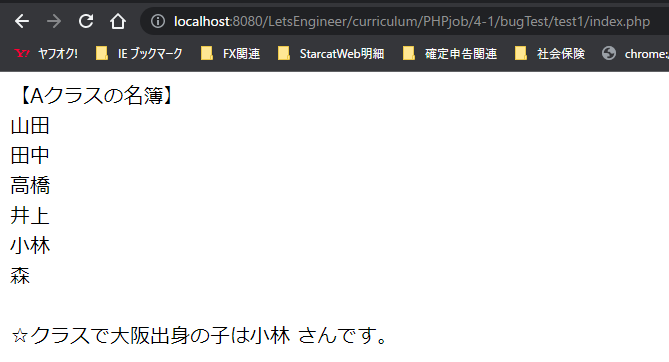 localhost:8080/LetsEngineer/curriculum/PHPjob/4-1/bugTest/test1/index.php
Y! ヤフオク! IE ブックマーク FX関連 StarcatWeb明細 確定申告関連 社会保険 chrome:
【Aクラスの名簿】
山田
田中
高橋
井上
小林
森
☆クラスで大阪出身の子は小林 さんです。